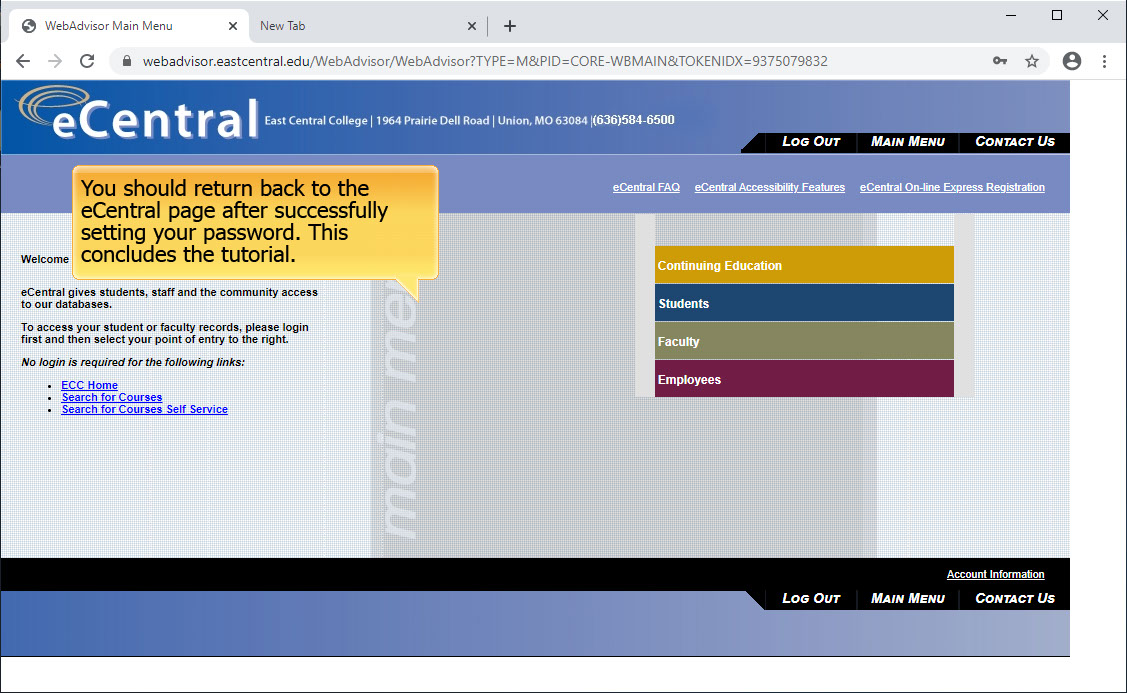 WebAdvisor Main Menu
New Tab
webadvisor.eastcentral.edu/WebAdvisor/WebAdvisor?TYPE=M&PID=CORE-WBMAIN&TOKENIDX=9375079832
eCentral East Central College | 1964 Prairie Dell Road | Union, MO 63084 |(636)584-6500
LOG OUT MAIN MENU CONTACT US
eCentral FAQ eCentral Accessibility Features eCentral On-line Express Registration
You should return back to the
eCentral page after successfully
setting your password. This
concludes the tutorial.
Welcome
eCentral gives students, staff and the community access
to our databases.
To access your student or faculty records, please login
first and then select your point of entry to the right.
No login is required for the following links:
ECC Home
Search for Courses
Search for Courses Self Service
main men
Continuing Education
Students
Faculty
Employees
Account Information
LOG OUT MAIN MENU CONTACT US